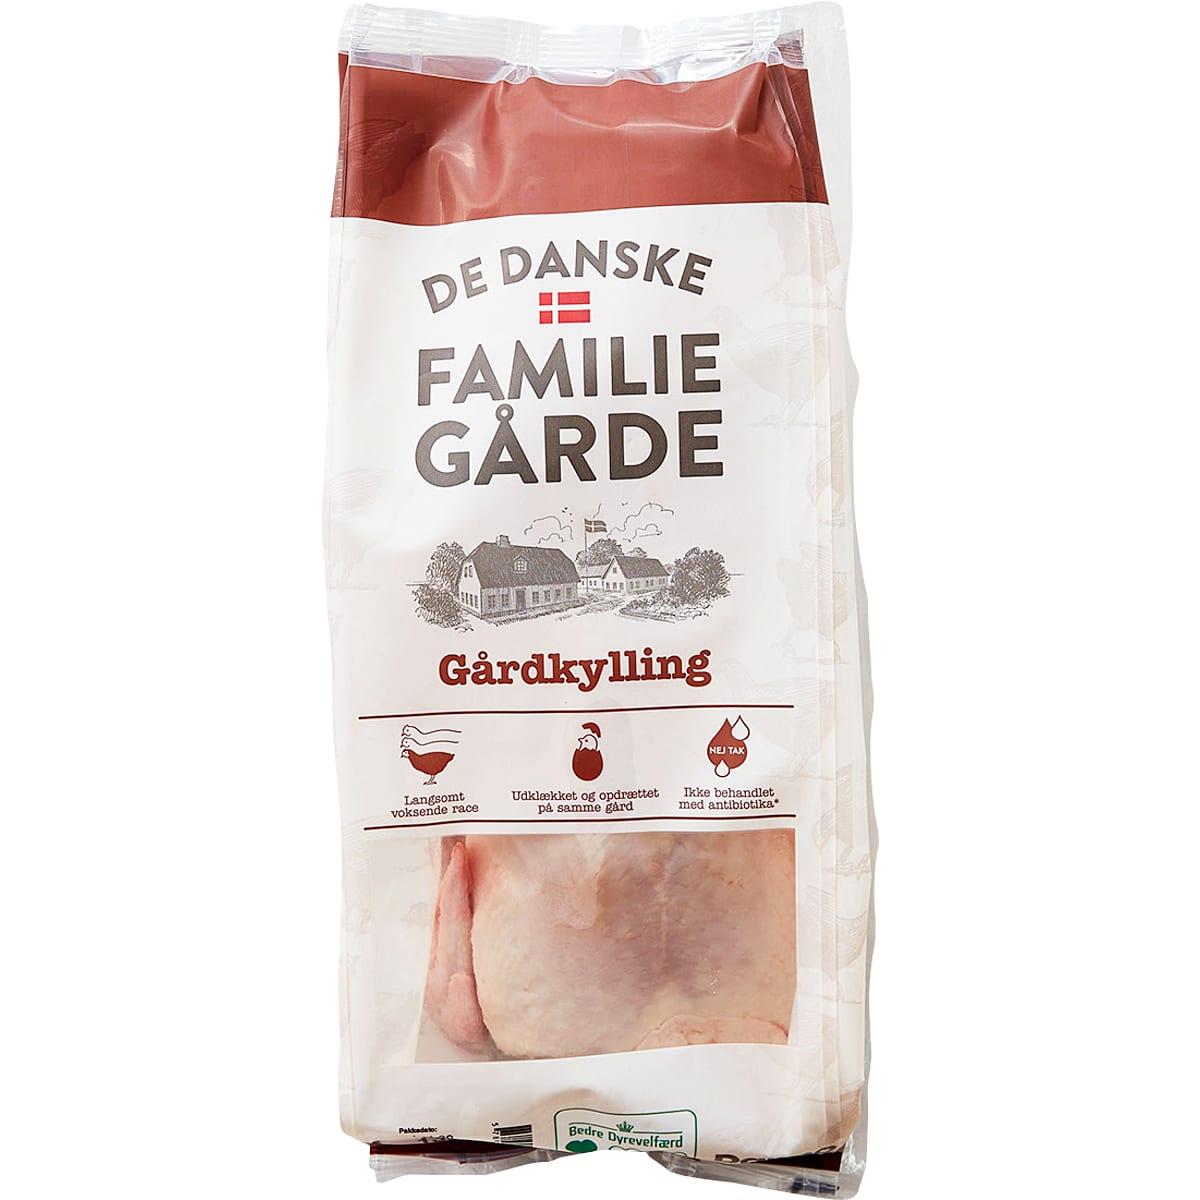 DE DANSKE
FAMILIE
GÅRDE
Gårdkylling
NEJ TAK
Langsomt
voksende race
Udklækket og opdrættet
på samme gård
Ikke behandlet
med antibiotika*
Pakkedato:
Bedre Dyrevelfærd